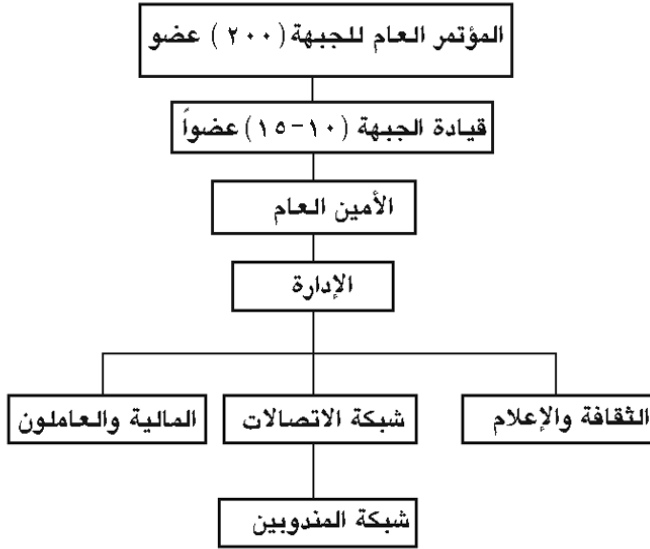 المؤتمر العام للجبهة (٢٠٠) عضو
قيادة الجبهة (١٠-١٥) عضواً
الأمين العام
الإدارة
الثقافة والإعلام
شبكة الاتصالات
المالية والعاملون
شبكة المندوبين